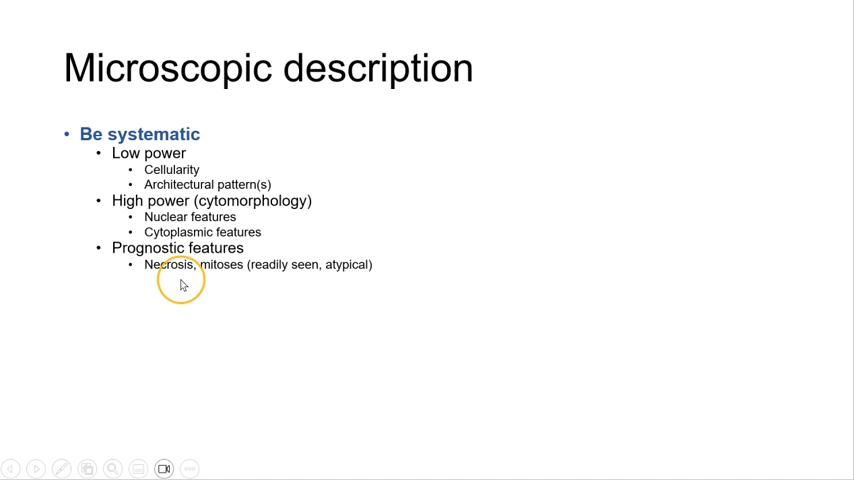 Microscopic description
• Be systematic
• Low power
• Cellularity
• Architectural pattern(s)
• High power (cytomorphology)
• Nuclear features
• Cytoplasmic features
• Prognostic features
• Necrosis, mitoses (readily seen, atypical)